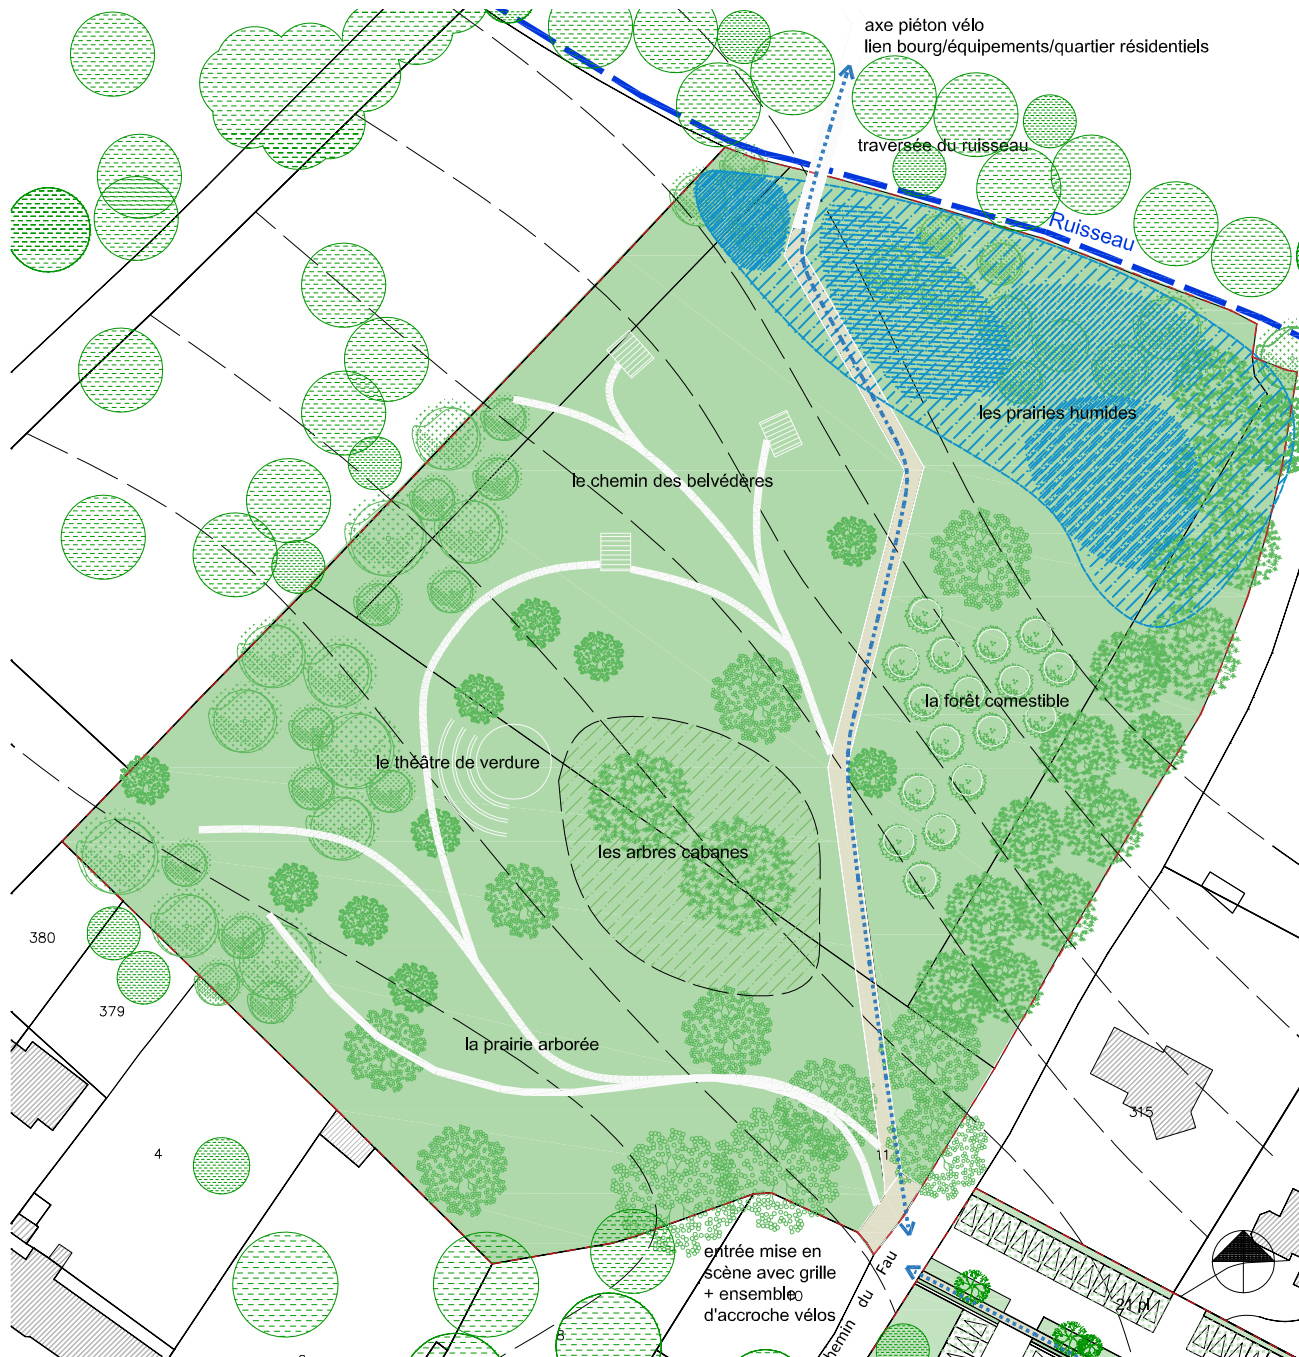 axe piéton vélo
lien bourg/équipements/quartier résidentiels
traversée du ruisseau
Ruisseau
les prairies humides
le chemin des belvédères
la forêt comestible
le théâtre de verdure
les arbres cabanes
380
379
la prairie arborée
315
4
11
entrée mise en
scène avec grille
+ ensemble
10
d'accroche vélos
Chemin du Fau
21 pl
8